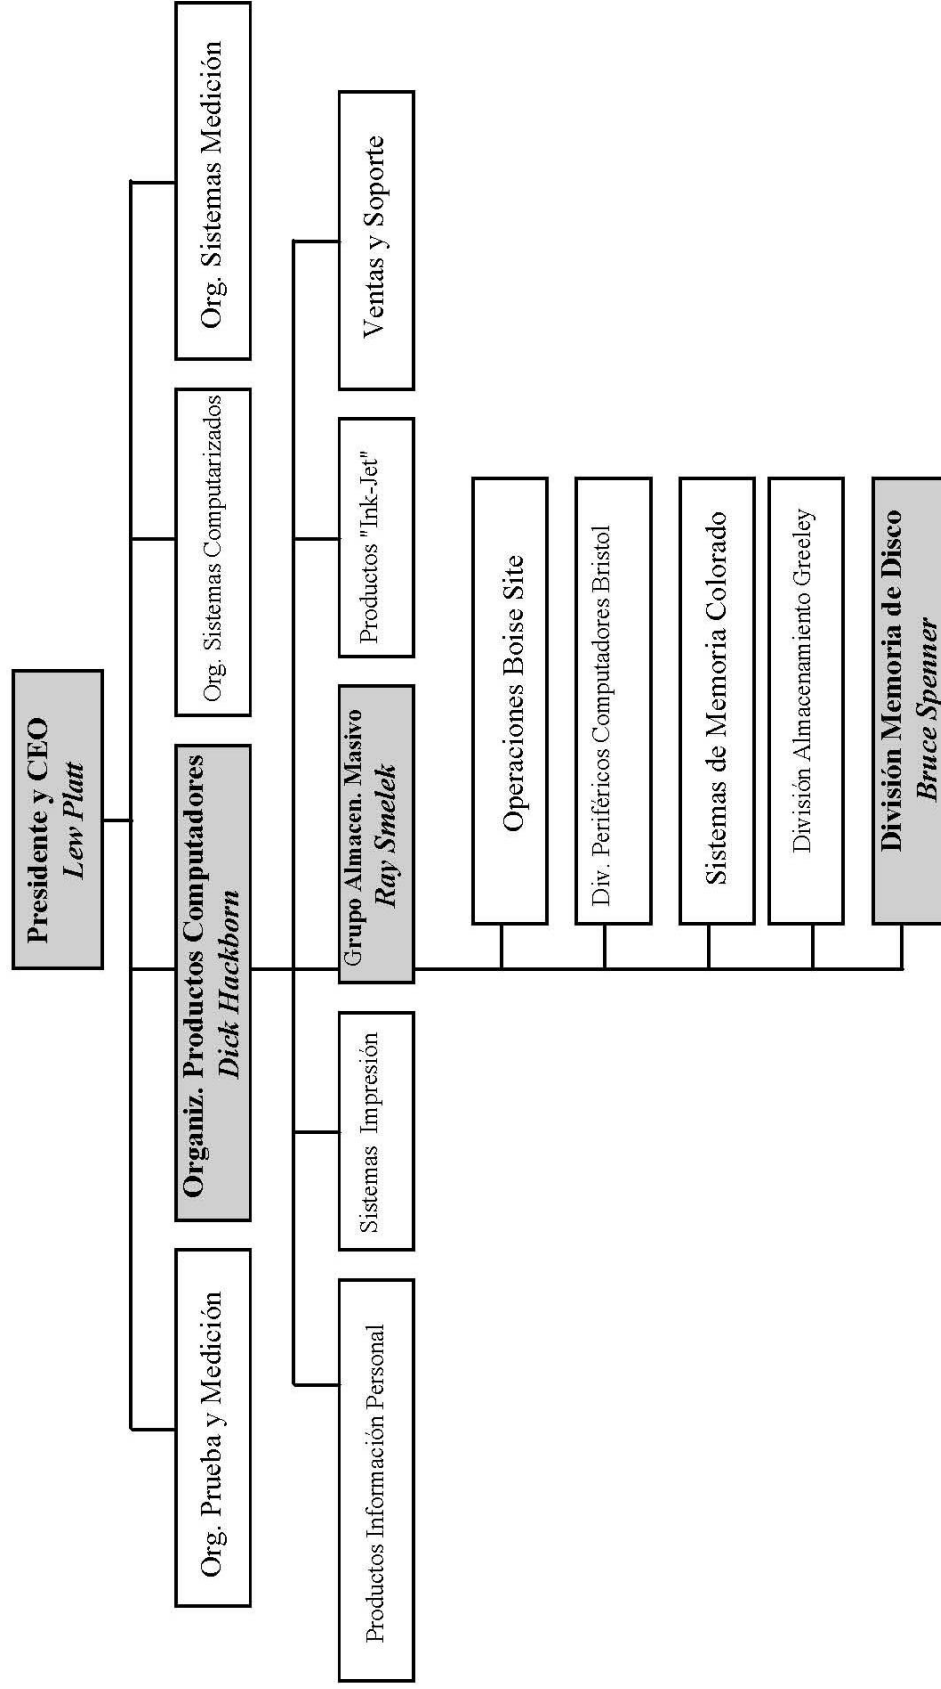 Presidente y CEO
Lew Platt
Org. Prueba y Medición
Organiz. Productos Computadores
Dick Hackborn
Org. Sistemas Computarizados
Org. Sistemas Medición
Productos Información Personal
Sistemas Impresión
Grupo Almacen. Masivo
Ray Smelek
Productos "Ink-Jet"
Ventas y Soporte
Operaciones Boise Site
Div. Periféricos Computadores Bristol
Sistemas de Memoria Colorado
División Almacenamiento Greeley
División Memoria de Disco
Bruce Spenner